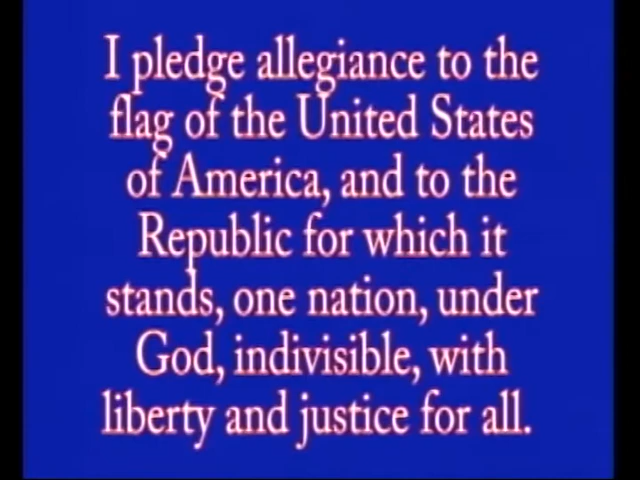 I pledge allegiance to the
flag of the United States
of America, and to the
Republic for which it
stands, one nation, under
God, indivisible, with
liberty and justice for all.